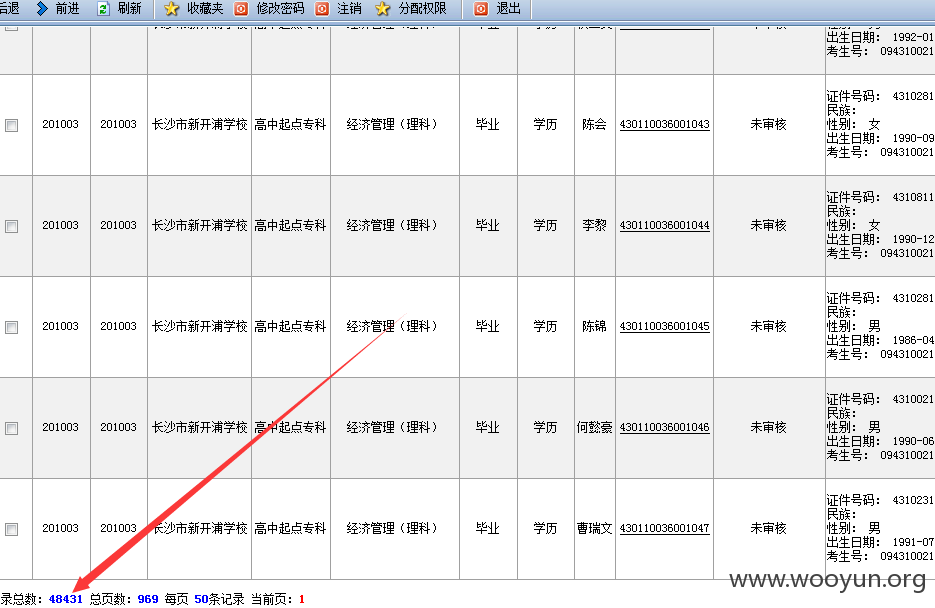 后退 前进 刷新 收藏夹 修改密码 注销 分配权限 退出
出生日期: 1992-01
考生号: 094310021
201003 201003 长沙市新开浦学校 高中起点专科 经济管理（理科） 毕业 学历 陈会 430110036001043 未审核
证件号码: 4310281
民族:
性别: 女
出生日期: 1990-09
考生号: 094310021
201003 201003 长沙市新开浦学校 高中起点专科 经济管理（理科） 毕业 学历 李黎 430110036001044 未审核
证件号码: 4310811
民族:
性别: 女
出生日期: 1990-12
考生号: 094310021
201003 201003 长沙市新开浦学校 高中起点专科 经济管理（理科） 毕业 学历 陈锦 430110036001045 未审核
证件号码: 4310281
民族:
性别: 男
出生日期: 1986-04
考生号: 094310021
201003 201003 长沙市新开浦学校 高中起点专科 经济管理（理科） 毕业 学历 何懿豪 430110036001046 未审核
证件号码: 4310021
民族:
性别: 男
出生日期: 1990-06
考生号: 094310021
201003 201003 长沙市新开浦学校 高中起点专科 经济管理（理科） 毕业 学历 曹瑞文 430110036001047 未审核
证件号码: 4310231
民族:
性别: 男
出生日期: 1991-07
考生号: 094310021
www.wooyun.org
录总数: 48431 总页数: 969 每页 50条记录 当前页: 1